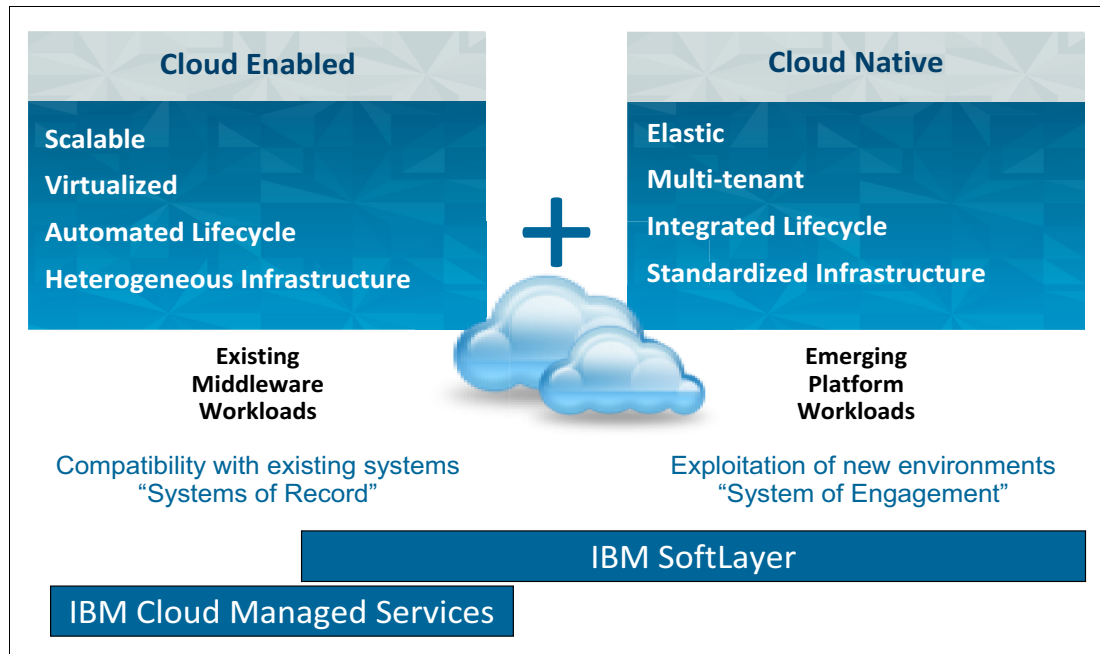 Cloud Enabled
Scalable
Virtualized
Automated Lifecycle
Heterogeneous Infrastructure
Existing
Middleware
Workloads
Compatibility with existing systems
“Systems of Record”
+
Cloud Native
Elastic
Multi-tenant
Integrated Lifecycle
Standardized Infrastructure
Emerging
Platform
Workloads
Exploitation of new environments
“System of Engagement”
IBM SoftLayer
IBM Cloud Managed Services